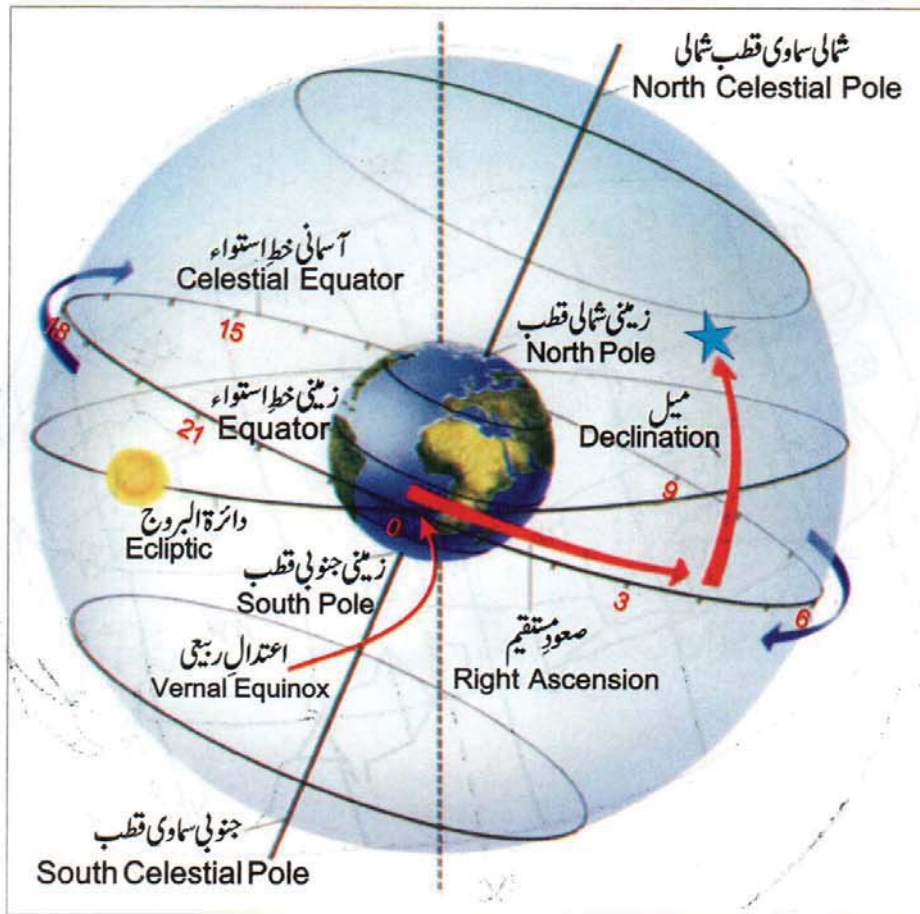 شمالی سماوی قطب شمالی
North Celestial Pole
آسمانی خطِ استواء
Celestial Equator
18
15
زمینی شمالی قطب
North Pole
زمینی خطِ استواء
Equator
21
میل
Declination
9
دائرۃ البروج
Ecliptic
0
زمینی جنوبی قطب
South Pole
3
6
صعودِ مستقیم
Right Ascension
اعتدالِ ربیعی
Vernal Equinox
جنوبی سماوی قطب
South Celestial Pole